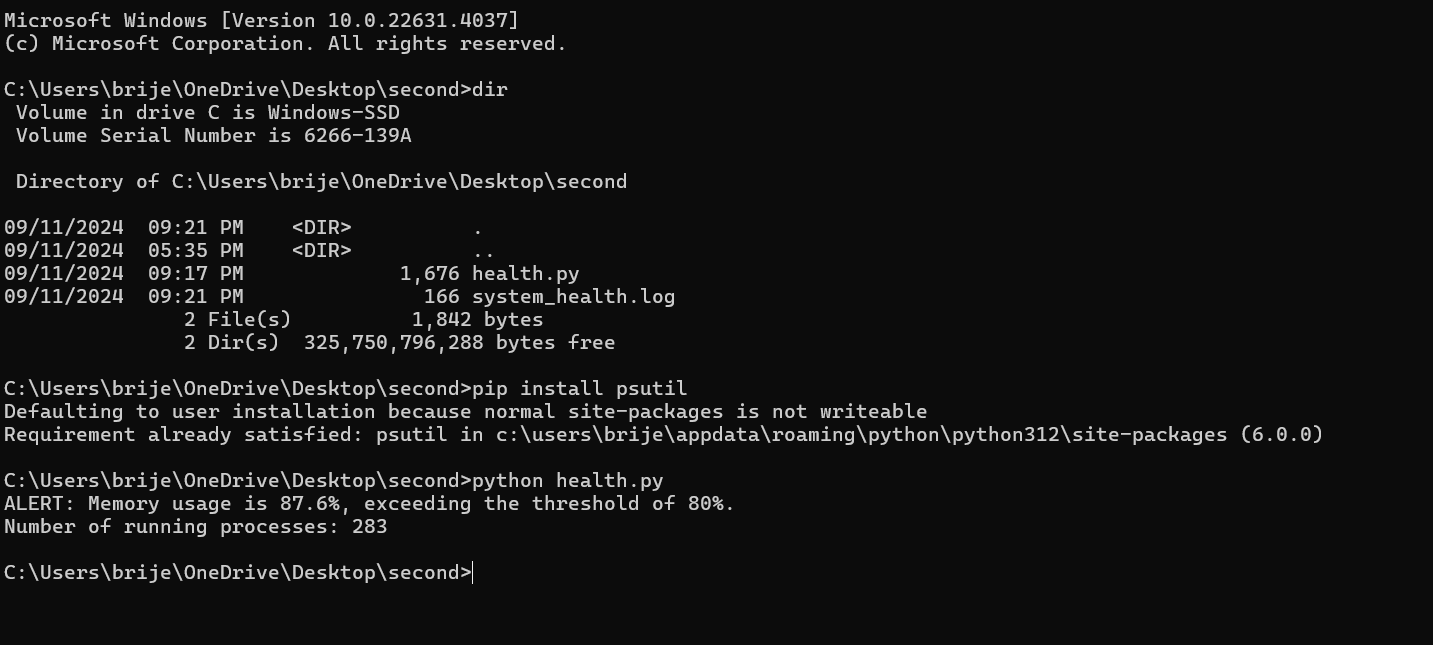 Microsoft Windows [Version 10.0.22631.4037]
(c) Microsoft Corporation. All rights reserved.

C:\Users\brije\OneDrive\Desktop\second>dir
 Volume in drive C is Windows-SSD
 Volume Serial Number is 6266-139A

 Directory of C:\Users\brije\OneDrive\Desktop\second

09/11/2024  09:21 PM    <DIR>          .
09/11/2024  05:35 PM    <DIR>          ..
09/11/2024  09:17 PM             1,676 health.py
09/11/2024  09:21 PM               166 system_health.log
               2 File(s)          1,842 bytes
               2 Dir(s)  325,750,796,288 bytes free

C:\Users\brije\OneDrive\Desktop\second>pip install psutil
Defaulting to user installation because normal site-packages is not writeable
Requirement already satisfied: psutil in c:\users\brije\appdata\roaming\python\python312\site-packages (6.0.0)

C:\Users\brije\OneDrive\Desktop\second>python health.py
ALERT: Memory usage is 87.6%, exceeding the threshold of 80%.
Number of running processes: 283

C:\Users\brije\OneDrive\Desktop\second>